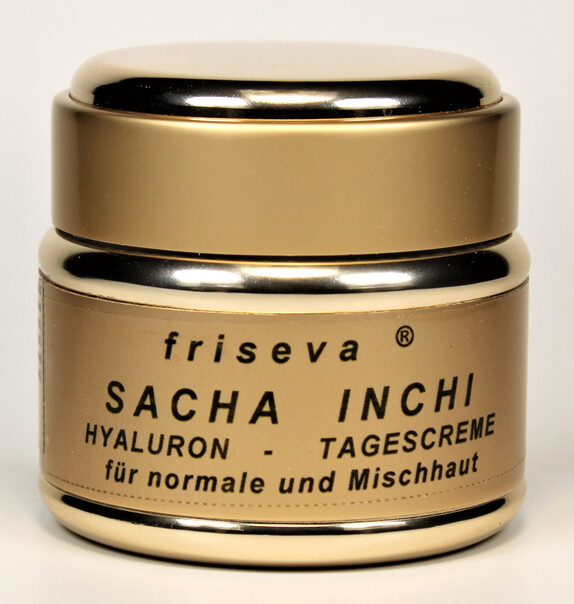 friseva ®
SACHA INCHI
HYALURON - TAGESCREME
für normale und Mischhaut